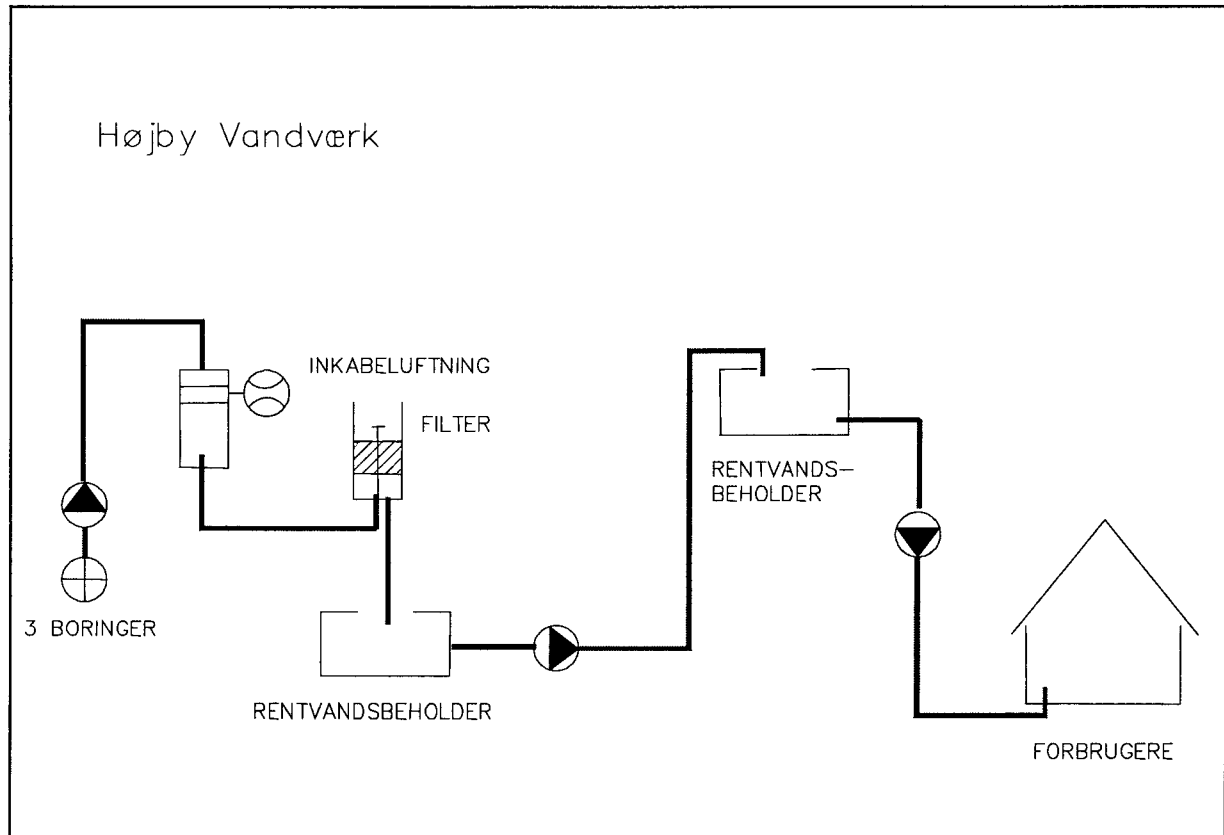 Højby Vandværk
INKABELUFTNING
FILTER
RENTVANDS-
BEHOLDER
3 BORINGER
RENTVANDSBEHOLDER
FORBRUGERE